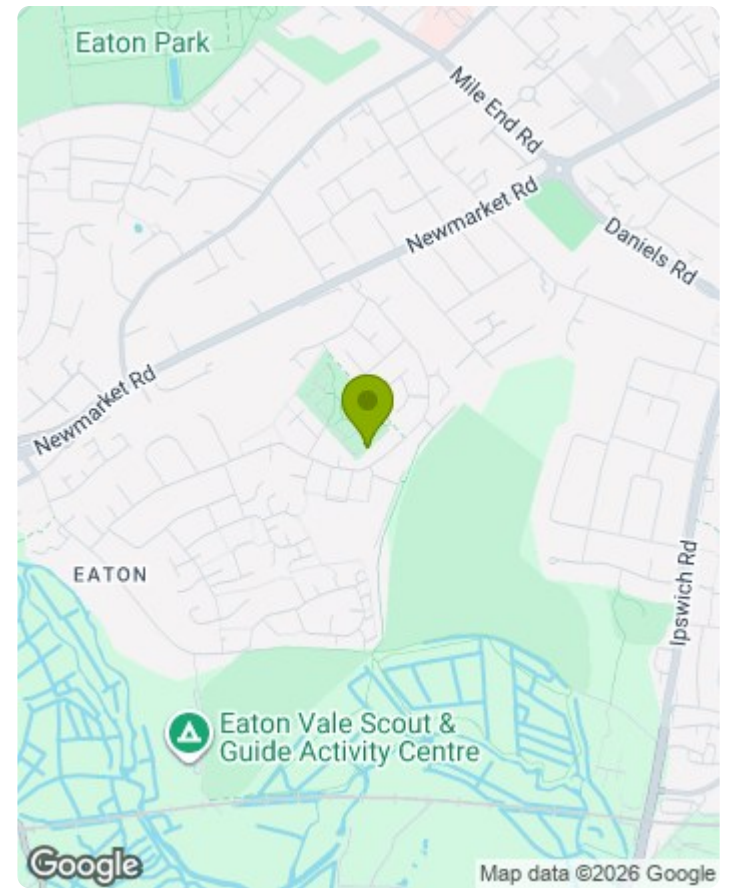 Eaton Park
Mile End Rd
Newmarket Rd
Daniels Rd
Newmarket Rd
EATON
Ipswich Rd
Eaton Vale Scout &
Guide Activity Centre
Google
Map data ©2026 Google